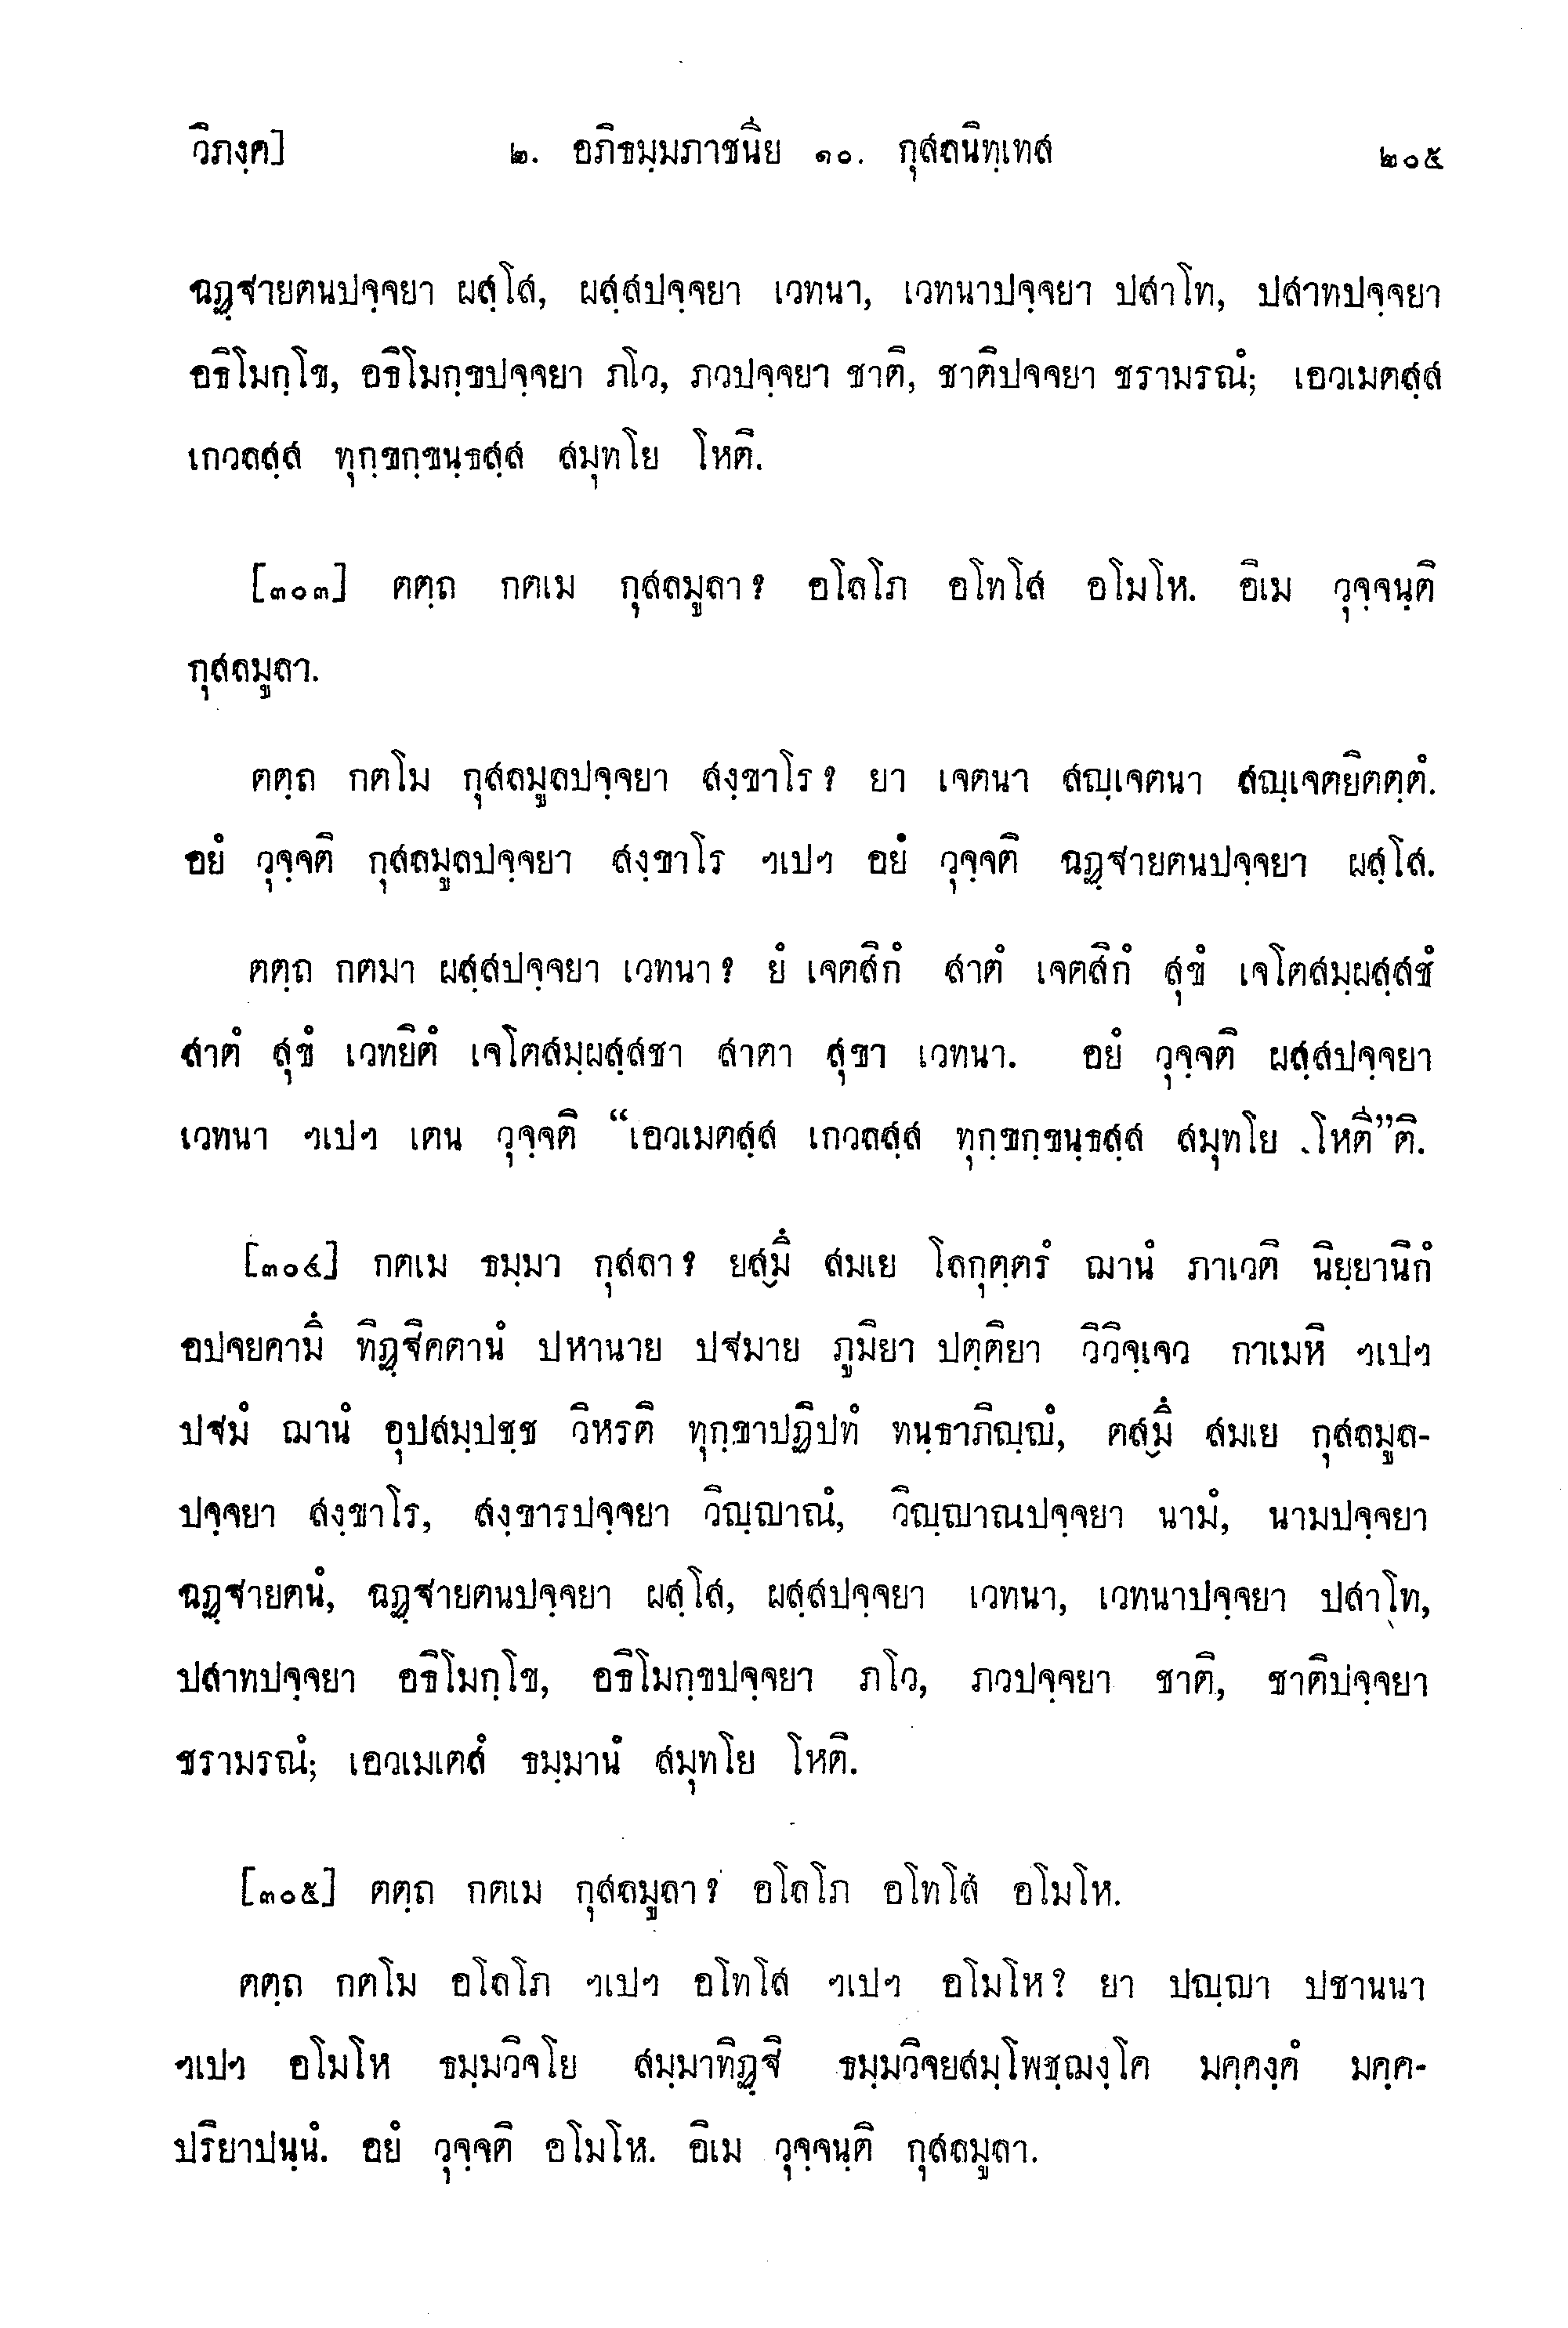 วิภงฺค] ๒. อภิธมฺมภาชนีย ๑๐. กุสลนิทฺเทส ๒๐๕
ฉฏฺฐายตนปจฺจยา ผสฺโส, ผสฺสปจฺจยา เวทนา, เวทนาปจฺจยา ปสาโท, ปสาทปจฺจยา
อธิโมกฺโข, อธิโมกฺขปจฺจยา ภโว, ภวปจฺจยา ชาติ, ชาติปจฺจยา ชรามรณํ; เอวเมตสฺส
เกวลสฺส ทุกฺขกฺขนฺธสฺส สมุทโย โหติ.
[๓๐๓] ตตฺถ กตเม กุสลมูลา? อโลโภ อโทโส อโมโห. อิเม วุจฺจนฺติ
กุสลมูลา.
ตตฺถ กตโม กุสลมูลปจฺจยา สงฺขาโร? ยา เจตนา สญฺเจตนา สญฺเจตยิตตฺตํ.
อยํ วุจฺจติ กุสลมูลปจฺจยา สงฺขาโร ฯเปฯ อยํ วุจฺจติ ฉฏฺฐายตนปจฺจยา ผสฺโส.
ตตฺถ กตมา ผสฺสปจฺจยา เวทนา? ยํ เจตสิกํ สาตํ เจตสิกํ สุขํ เจโตสมฺผสฺสชํ
สาตํ สุขํ เวทยิตํ เจโตสมฺผสฺสชา สาตา สุขา เวทนา. อยํ วุจฺจติ ผสฺสปจฺจยา
เวทนา ฯเปฯ เตน วุจฺจติ “เอวเมตสฺส เกวลสฺส ทุกฺขกฺขนฺธสฺส สมุทโย โหตี”ติ.
[๓๐๔] กตเม ธมฺมา กุสลา? ยสฺมึ สมเย โลกุตฺตรํ ฌานํ ภาเวติ นิยฺยานิกํ
อปจยคามึ ทิฏฺฐิคตานํ ปหานาย ปฐมาย ภูมิยา ปตฺติยา วิวิจฺเจว กาเมหิ ฯเปฯ
ปฐมํ ฌานํ อุปสมฺปชฺช วิหรติ ทุกฺขาปฏิปทํ ทนฺธาภิญฺญํ, ตสฺมึ สมเย กุสลมูล-
ปจฺจยา สงฺขาโร, สงฺขารปจฺจยา วิญฺญาณํ, วิญฺญาณปจฺจยา นามํ, นามปจฺจยา
ฉฏฺฐายตนํ, ฉฏฺฐายตนปจฺจยา ผสฺโส, ผสฺสปจฺจยา เวทนา, เวทนาปจฺจยา ปสาโท,
ปสาทปจฺจยา อธิโมกฺโข, อธิโมกฺขปจฺจยา ภโว, ภวปจฺจยา ชาติ, ชาติปจฺจยา
ชรามรณํ; เอวเมเตสํ ธมฺมานํ สมุทโย โหติ.
[๓๐๕] ตตฺถ กตเม กุสลมูลา? อโลโภ อโทโส อโมโห.
ตตฺถ กตโม อโลโภ ฯเปฯ อโทโส ฯเปฯ อโมโห? ยา ปญฺญา ปชานนา
ฯเปฯ อโมโห ธมฺมวิจโย สมฺมาทิฏฺฐิ ธมฺมวิจยสมฺโพชฺฌงฺโค มคฺคงฺคํ มคฺค-
ปริยาปนฺนํ. อยํ วุจฺจติ อโมโห. อิเม วุจฺจนฺติ กุสลมูลา.